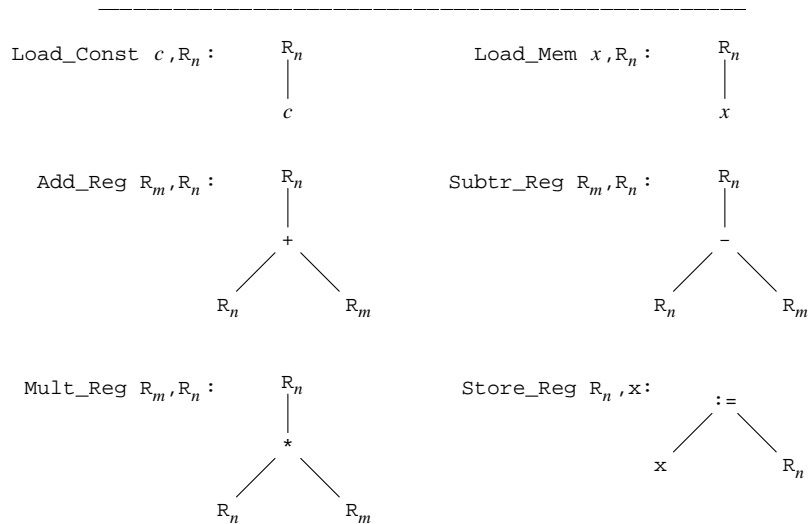 Load_Const c,Rn: Rn
c
Load_Mem x,Rn: Rn
x
Add_Reg Rm,Rn: Rn
+
Rn Rm
Subtr_Reg Rm,Rn: Rn
-
Rn Rm
Mult_Reg Rm,Rn: Rn
*
Rn Rm
Store_Reg Rn,x: :=
x Rn